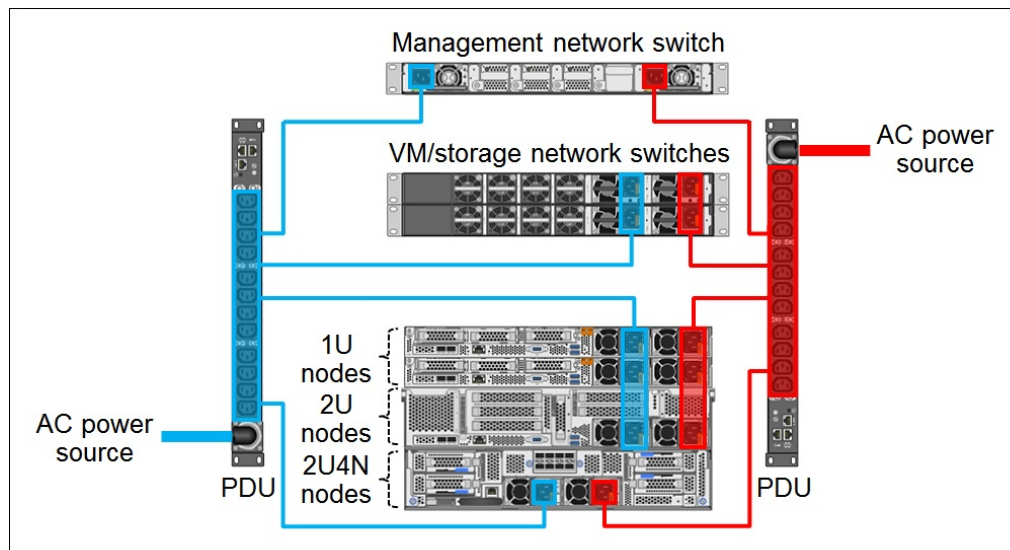 Management network switch
AC power
source
VM/storage network switches
1U
nodes
2U
nodes
AC power
source
2U4N
nodes
PDU
PDU